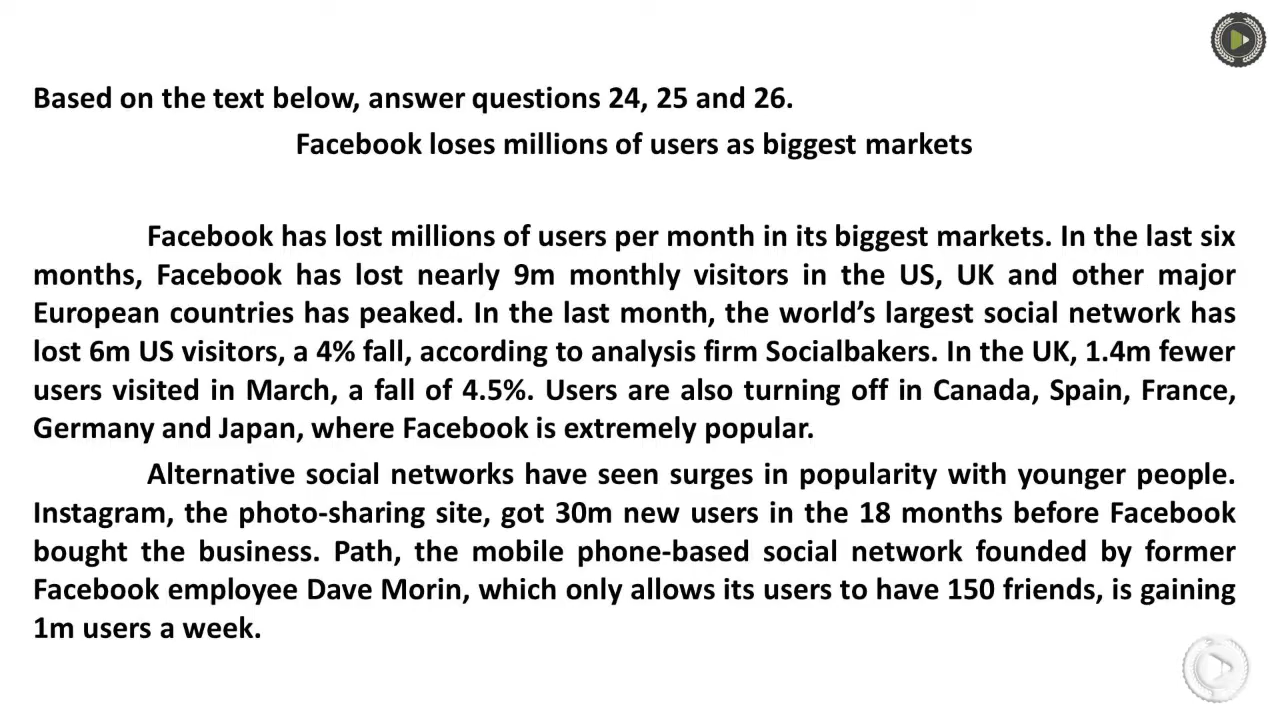 Based on the text below, answer questions 24, 25 and 26.
Facebook loses millions of users as biggest markets
Facebook has lost millions of users per month in its biggest markets. In the last six
months, Facebook has lost nearly 9m monthly visitors in the US, UK and other major
European countries has peaked. In the last month, the world’s largest social network has
lost 6m US visitors, a 4% fall, according to analysis firm Socialbakers. In the UK, 1.4m fewer
users visited in March, a fall of 4.5%. Users are also turning off in Canada, Spain, France,
Germany and Japan, where Facebook is extremely popular.
Alternative social networks have seen surges in popularity with younger people.
Instagram, the photo-sharing site, got 30m new users in the 18 months before Facebook
bought the business. Path, the mobile phone-based social network founded by former
Facebook employee Dave Morin, which only allows its users to have 150 friends, is gaining
1m users a week.